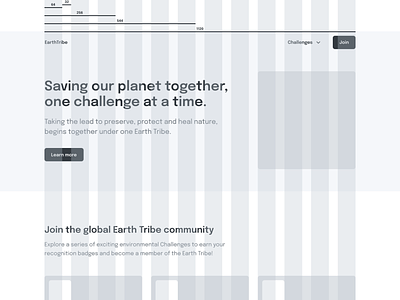 32
64
256
544
1136
EarthTribe
Challenges
Join
Saving our planet together,
one challenge at a time.
Taking the lead to preserve, protect and heal nature,
begins together under one Earth Tribe.
Learn more
Join the global Earth Tribe community
Explore a series of exciting environmental Challenges to earn your
recognition badges and become a member of the Earth Tribe!